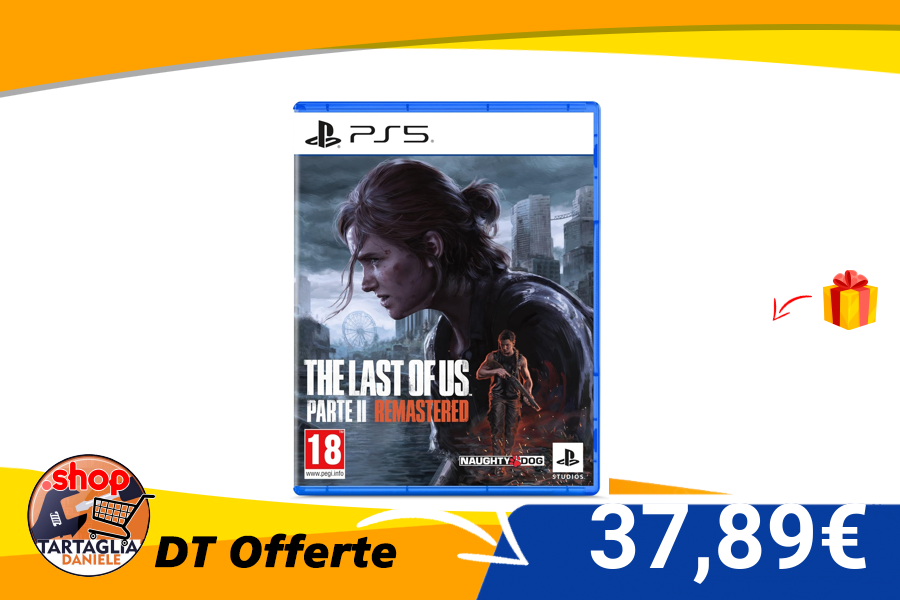 PS5
THE LAST OF US
PARTE II REMASTERED
18
www.pegi.info
NAUGHTY DOG
STUDIOS
.shop
TARTAGLIA
DANIELE
DT Offerte
37,89€